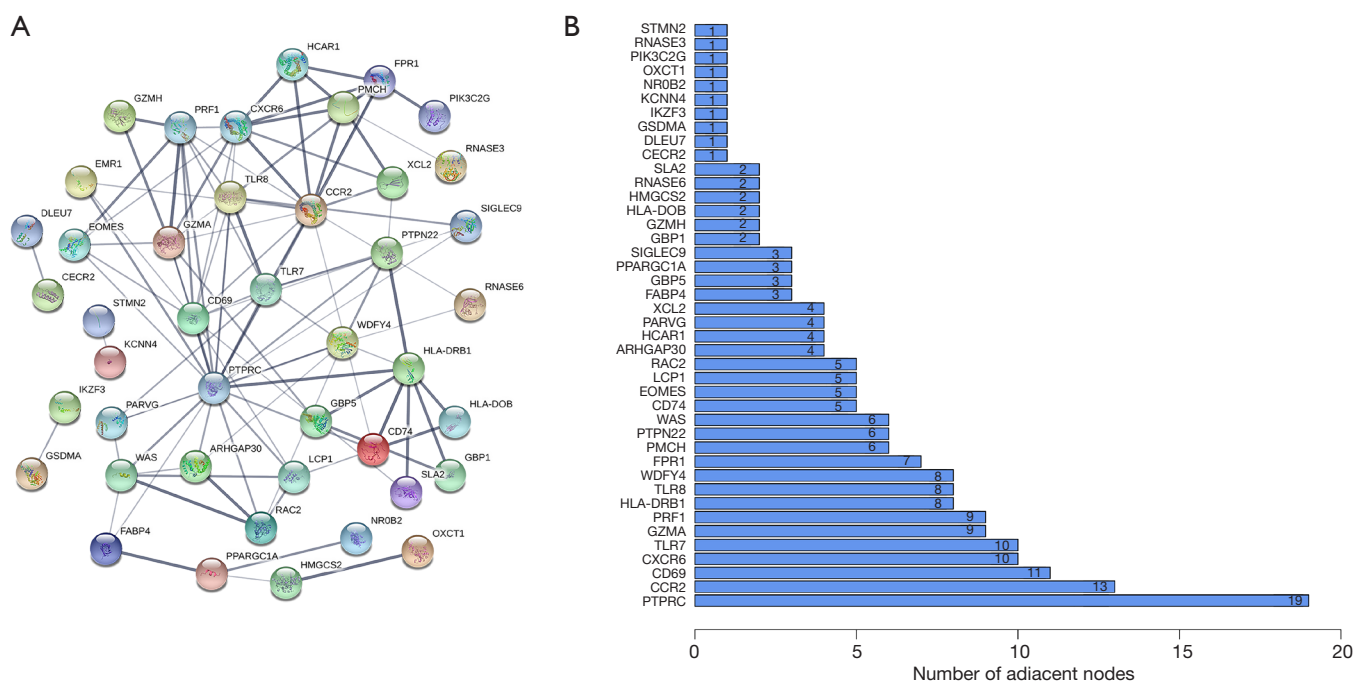 A
HCAR1
FPR1
PMCH
PIK3C2G
GZMH
PRF1
CXCR6
RNASE3
EMR1
TLR8
XCL2
CCR2
SIGLEC9
DLEU7
EOMES
GZMA
PTPN22
CECR2
TLR7
RNASE6
STMN2
CD69
WDFY4
KCNN4
HLA-DRB1
PTPRC
IKZF3
PARVG
GBP5
HLA-DOB
CD74
GSDMA
WAS
ARHGAP30
LCP1
SLA2
GBP1
RAC2
FABP4
NR0B2
OXCT1
PPARGC1A
HMGCS2
B
STMN2 1
RNASE3 1
PIK3C2G 1
OXCT1 1
NR0B2 1
KCNN4 1
IKZF3 1
GSDMA 1
DLEU7 1
CECR2 1
SLA2 2
RNASE6 2
HMGCS2 2
HLA-DOB 2
GZMH 2
GBP1 2
SIGLEC9 3
PPARGC1A 3
GBP5 3
FABP4 3
XCL2 4
PARVG 4
HCAR1 4
ARHGAP30 4
RAC2 5
LCP1 5
EOMES 5
CD74 5
WAS 6
PTPN22 6
PMCH 6
FPR1 7
WDFY4 8
TLR8 8
HLA-DRB1 8
PRF1 9
GZMA 9
TLR7 10
CXCR6 10
CD69 11
CCR2 13
PTPRC 19
0 5 10 15 20
Number of adjacent nodes